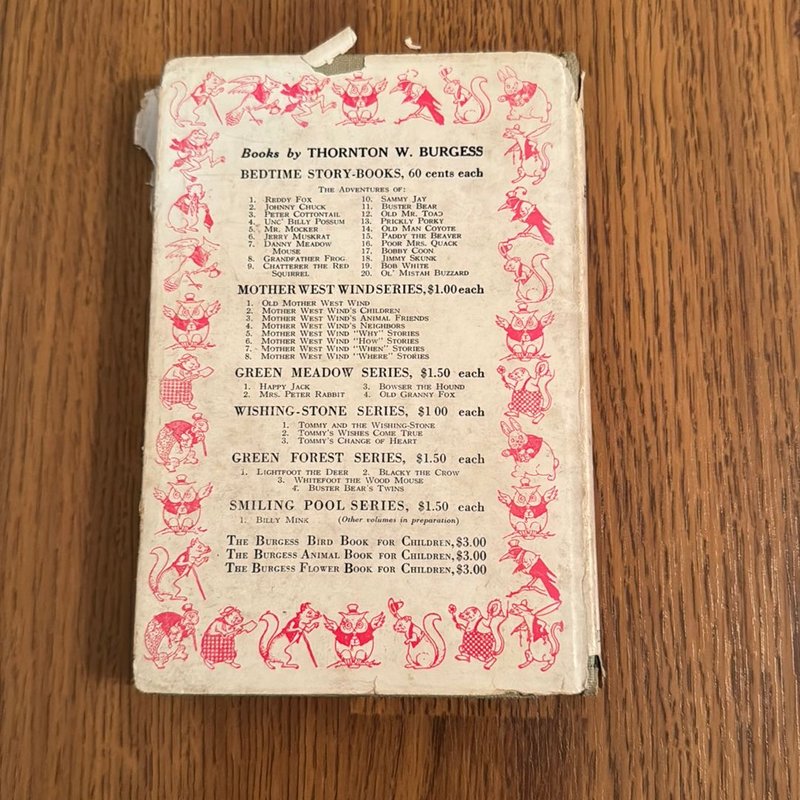 Books by THORNTON W. BURGESS
BEDTIME STORY-BOOKS, 60 cents each
THE ADVENTURES OF:
1. REDDY FOX
2. JOHNNY CHUCK
3. PETER COTTONTAIL
4. UNC' BILLY POSSUM
5. MR. MOCKER
6. JERRY MUSKRAT
7. DANNY MEADOW
MOUSE
8. GRANDFATHER FROG
9. CHATTERER THE RED
SQUIRREL
10. SAMMY JAY
11. BUSTER BEAR
12. OLD MR. TOAD
13. PRICKLY PORKY
14. OLD MAN COYOTE
15. PADDY THE BEAVER
16. POOR MRS. QUACK
17. BOBBY COON
18. JIMMY SKUNK
19. BOB WHITE
20. OL' MISTAH BUZZARD
MOTHER WEST WIND SERIES, $1.00 each
1. OLD MOTHER WEST WIND
2. MOTHER WEST WIND'S CHILDREN
3. MOTHER WEST WIND'S ANIMAL FRIENDS
4. MOTHER WEST WIND'S NEIGHBORS
5. MOTHER WEST WIND "WHY" STORIES
6. MOTHER WEST WIND "HOW" STORIES
7. MOTHER WEST WIND "WHEN" STORIES
8. MOTHER WEST WIND "WHERE" STORIES
GREEN MEADOW SERIES, $1.50 each
1. HAPPY JACK 3. BOWSER THE HOUND
2. MRS. PETER RABBIT 4. OLD GRANNY FOX
WISHING-STONE SERIES, $1 00 each
1. TOMMY AND THE WISHING-STONE
2. TOMMY'S WISHES COME TRUE
3. TOMMY'S CHANGE OF HEART
GREEN FOREST SERIES, $1.50 each
1. LIGHTFOOT THE DEER 2. BLACKY THE CROW
3. WHITEFOOT THE WOOD MOUSE
4. BUSTER BEAR'S TWINS
SMILING POOL SERIES, $1.50 each
1. BILLY MINK (Other volumes in preparation)
THE BURGESS BIRD BOOK FOR CHILDREN, $3.00
THE BURGESS ANIMAL BOOK FOR CHILDREN, $3.00
THE BURGESS FLOWER BOOK FOR CHILDREN, $3.00